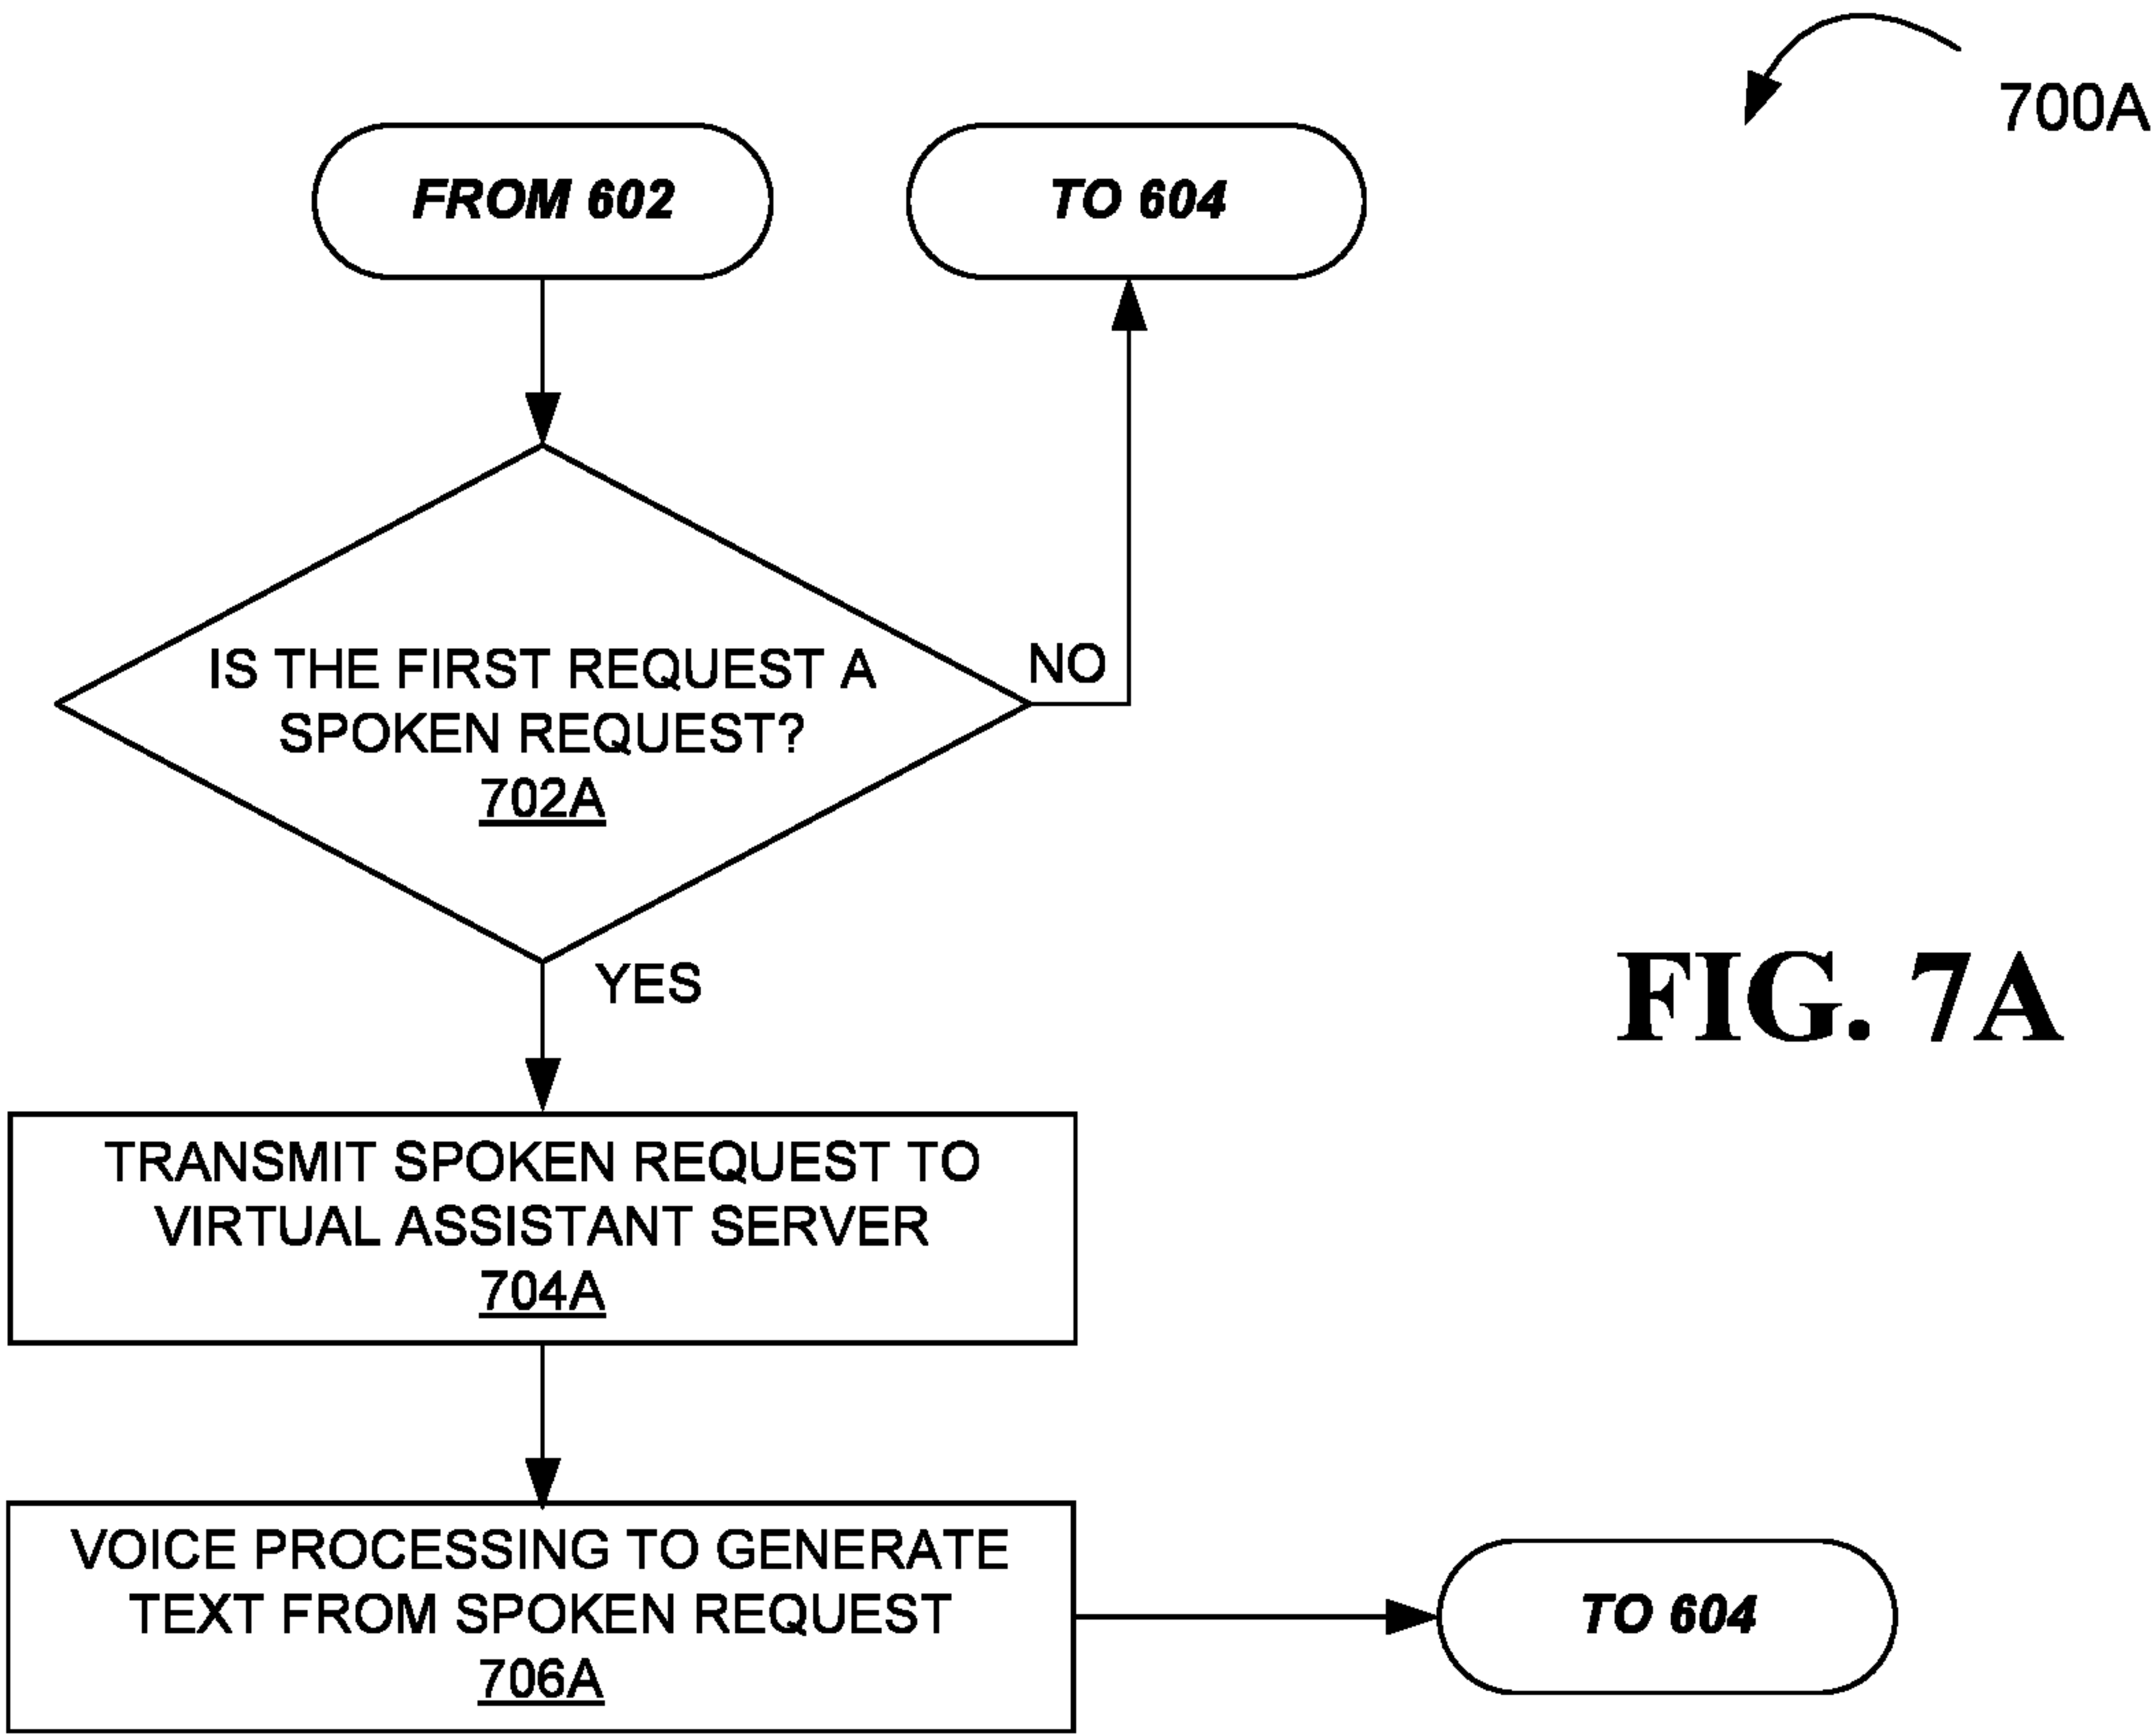 700A
FROM 602
TO 604
IS THE FIRST REQUEST A
SPOKEN REQUEST?
702A
NO
YES
FIG. 7A
TRANSMIT SPOKEN REQUEST TO
VIRTUAL ASSISTANT SERVER
704A
VOICE PROCESSING TO GENERATE
TEXT FROM SPOKEN REQUEST
706A
TO 604